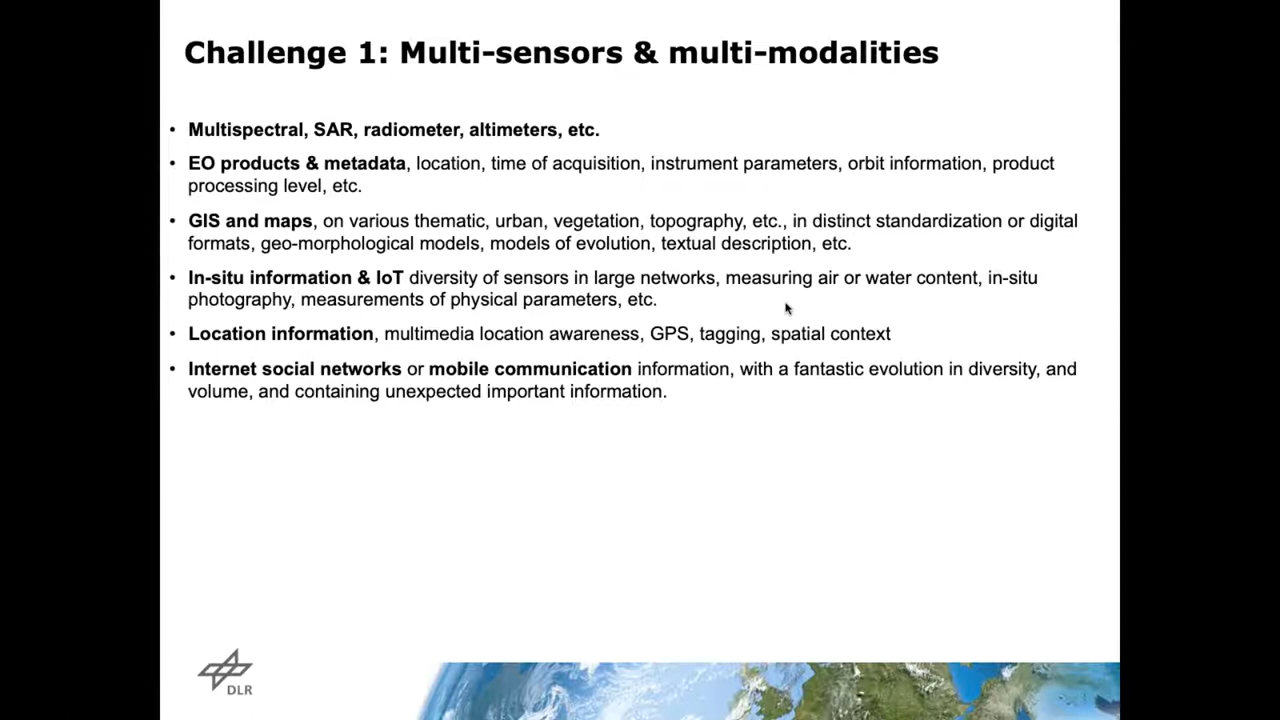 Challenge 1: Multi-sensors & multi-modalities
• Multispectral, SAR, radiometer, altimeters, etc.
• EO products & metadata, location, time of acquisition, instrument parameters, orbit information, product
processing level, etc.
• GIS and maps, on various thematic, urban, vegetation, topography, etc., in distinct standardization or digital
formats, geo-morphological models, models of evolution, textual description, etc.
• In-situ information & IoT diversity of sensors in large networks, measuring air or water content, in-situ
photography, measurements of physical parameters, etc.
• Location information, multimedia location awareness, GPS, tagging, spatial context
• Internet social networks or mobile communication information, with a fantastic evolution in diversity, and
volume, and containing unexpected important information.
DLR